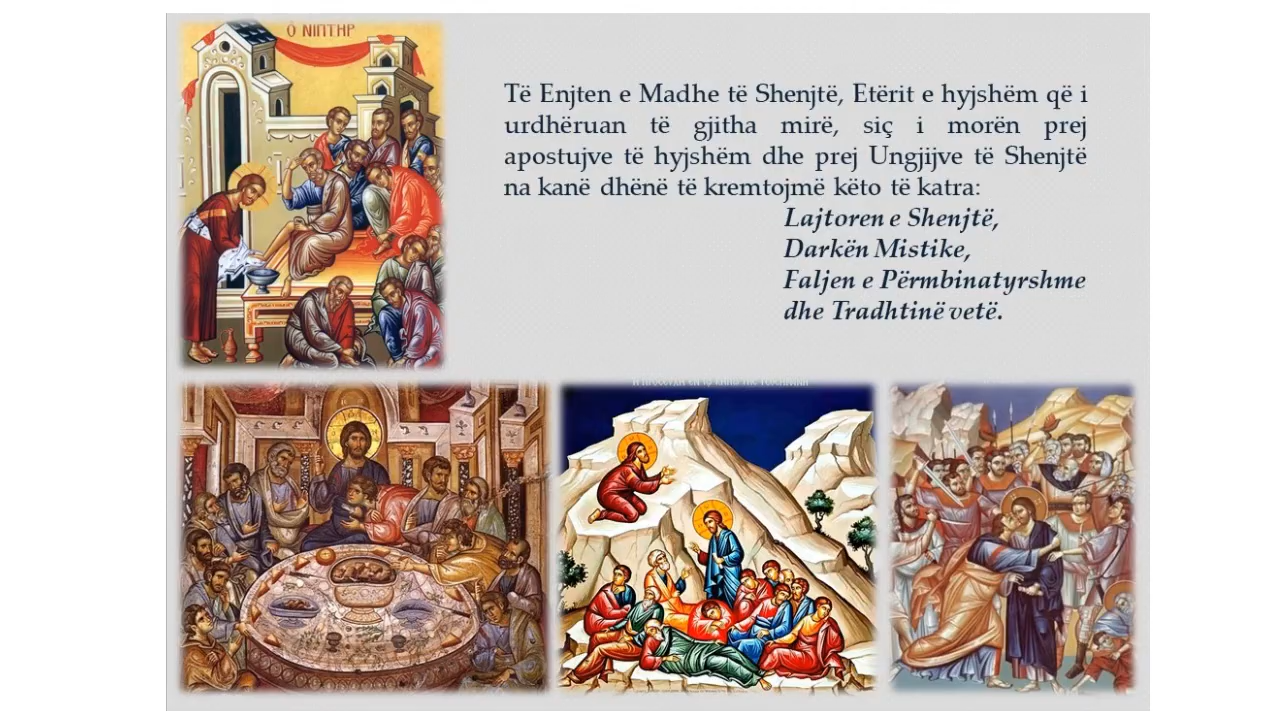 Ὁ ΝΙΠΤΗΡ
Të Enjten e Madhe të Shenjtë, Etërit e hyjshëm që i
urdhëruan të gjitha mirë, siç i morën prej
apostujve të hyjshëm dhe prej Ungjijve të Shenjtë
na kanë dhënë të kremtojmë këto të katra:
Lajtoren e Shenjtë,
Darkën Mistike,
Faljen e Përmbinatyrshme
dhe Tradhtinë vetë.